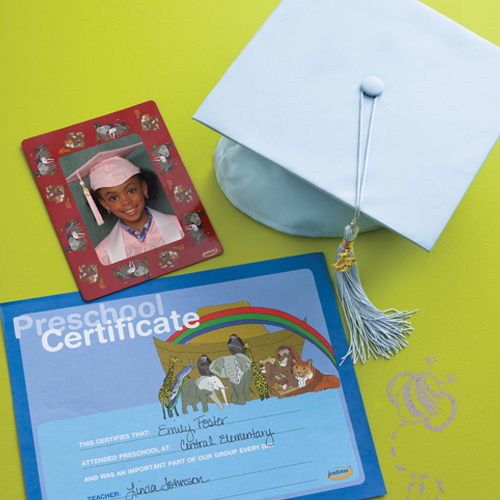 Preschool
Certificate
THIS CERTIFIES THAT: Emily Foster
ATTENDED PRESCHOOL AT: Central Elementary
AND WAS AN IMPORTANT PART OF OUR GROUP EVERY DAY.
TEACHER: Linda Johnson
jostens